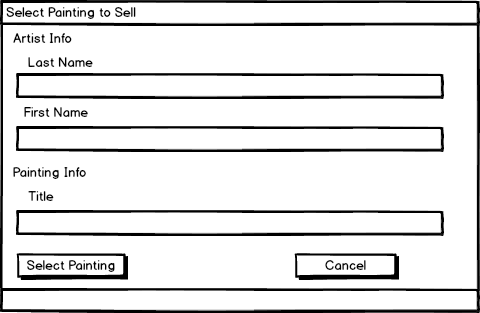 Select Painting to Sell
Artist Info
Last Name
First Name
Painting Info
Title
Select Painting
Cancel